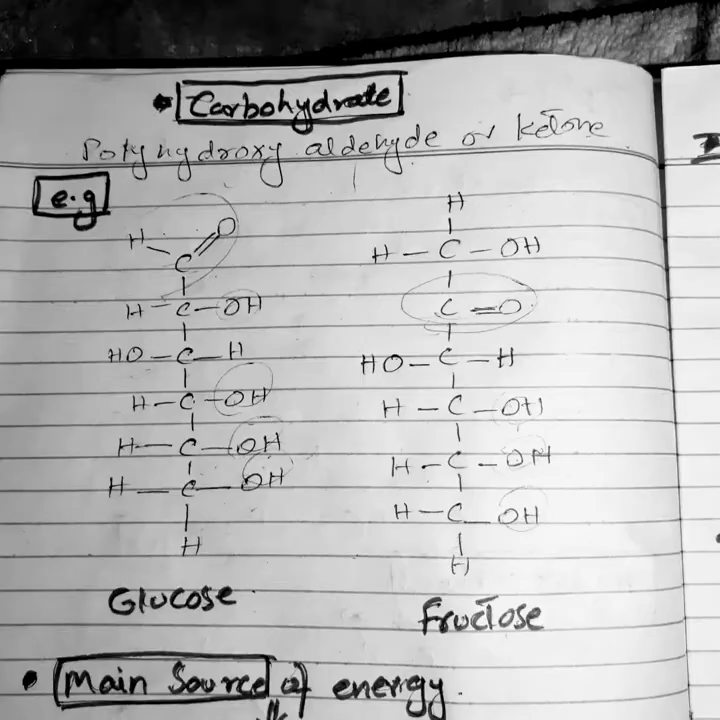 • Carbohydrate
Polyhydroxy aldehyde or ketone
e.g
H O
C
H – C – OH
HO – C – H
H – C – OH
H – C – OH
H – C – OH
H
Glucose
H
H – C – OH
C = O
HO – C – H
H – C – OH
H – C – OH
H – C – OH
H
Fructose
• Main Source of energy.